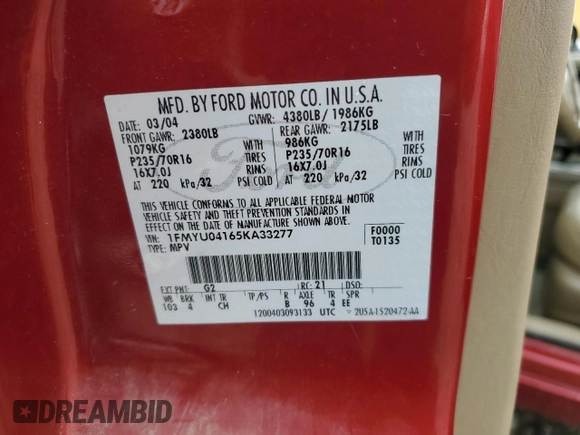 MFD. BY FORD MOTOR CO. IN U.S.A.
DATE: 03/04 GVWR: 4380LB/ 1986KG
FRONT GAWR: 2380LB REAR GAWR: 2175LB
1079KG WITH 986KG WITH
P235/70R16 TIRES P235/70R16 TIRES
16X7.0J RIMS 16X7.0J RIMS
AT 220 kPa/32 PSI COLD AT 220 kPa/32 PSI COLD
THIS VEHICLE CONFORMS TO ALL APPLICABLE FEDERAL MOTOR
VEHICLE SAFETY AND THEFT PREVENTION STANDARDS IN
EFFECT ON THE DATE OF MANUFACTURE SHOWN ABOVE.
VIN: 1FMYU04165KA33277 F0000
TYPE: MPV T0135
Ford
EXT PNT: G2 RC: 21 DSO:
WB BRK INT TR TP/PS R AXLE TR SPR
103 4 CH B 96 4 EE
1200403093133 UTC 2U5A-1520472-AA
DREAMBID